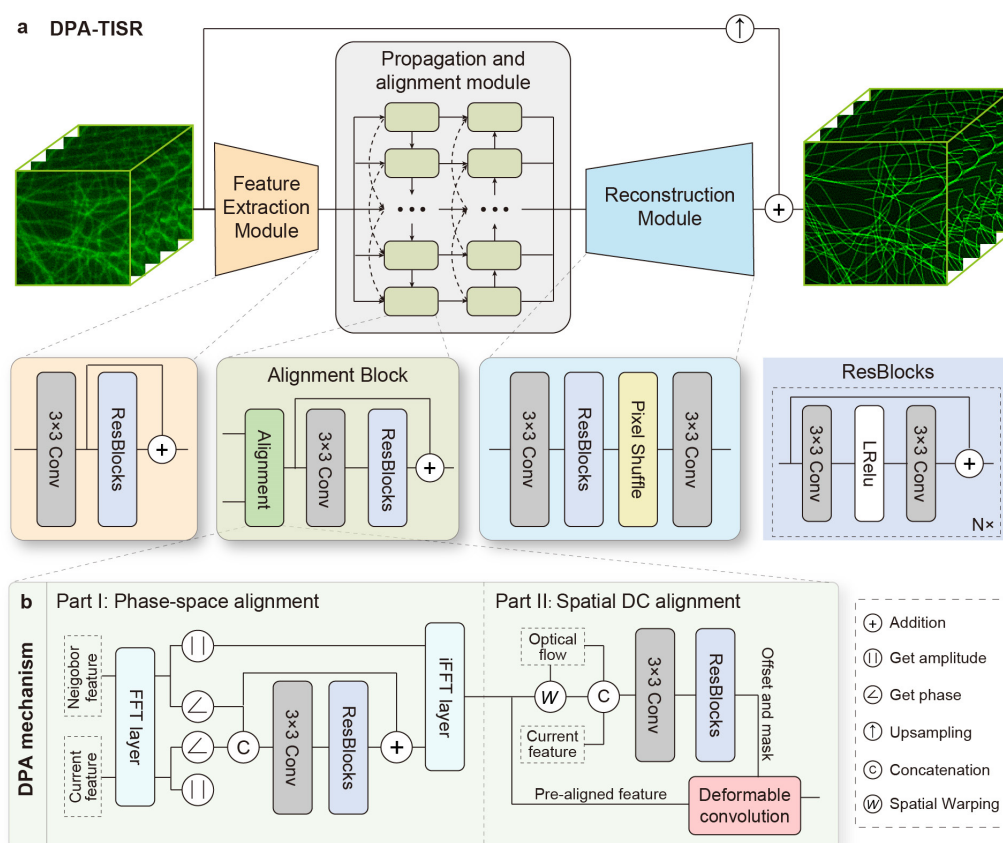 a DPA-TISR
Propagation and
alignment module
Feature
Extraction
Module
Reconstruction
Module
3×3 Conv
ResBlocks
Alignment Block
Alignment
3×3 Conv
ResBlocks
3×3 Conv
ResBlocks
Pixel Shuffle
3×3 Conv
ResBlocks
3×3 Conv
LRelu
3×3 Conv
N×
b
DPA mechanism
Part I: Phase-space alignment
Neigobor
feature
Current
feature
FFT layer
C
3×3 Conv
ResBlocks
iFFT layer
Part II: Spatial DC alignment
Optical
flow
W
C
Current
feature
3×3 Conv
ResBlocks
Offset and mask
Pre-aligned feature
Deformable
convolution
+ Addition
|| Get amplitude
∠ Get phase
↑ Upsampling
C Concatenation
W Spatial Warping